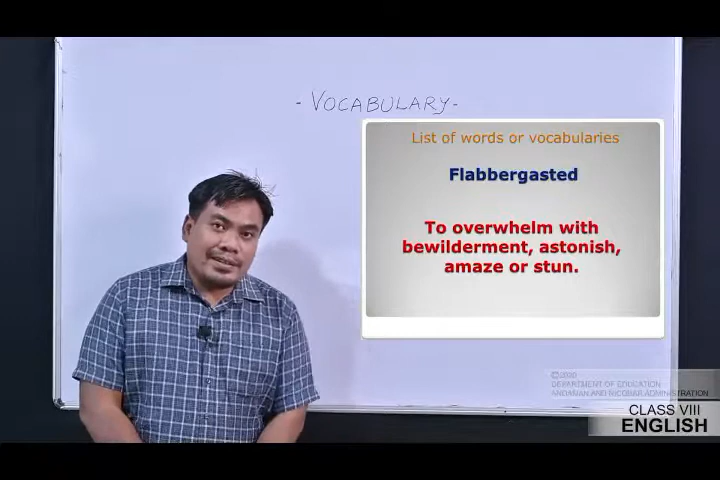 - VOCABULARY -
List of words or vocabularies
Flabbergasted
To overwhelm with
bewilderment, astonish,
amaze or stun.
©2020
DEPARTMENT OF EDUCATION
ANDAMAN AND NICOBAR ADMINISTRATION
CLASS VIII
ENGLISH